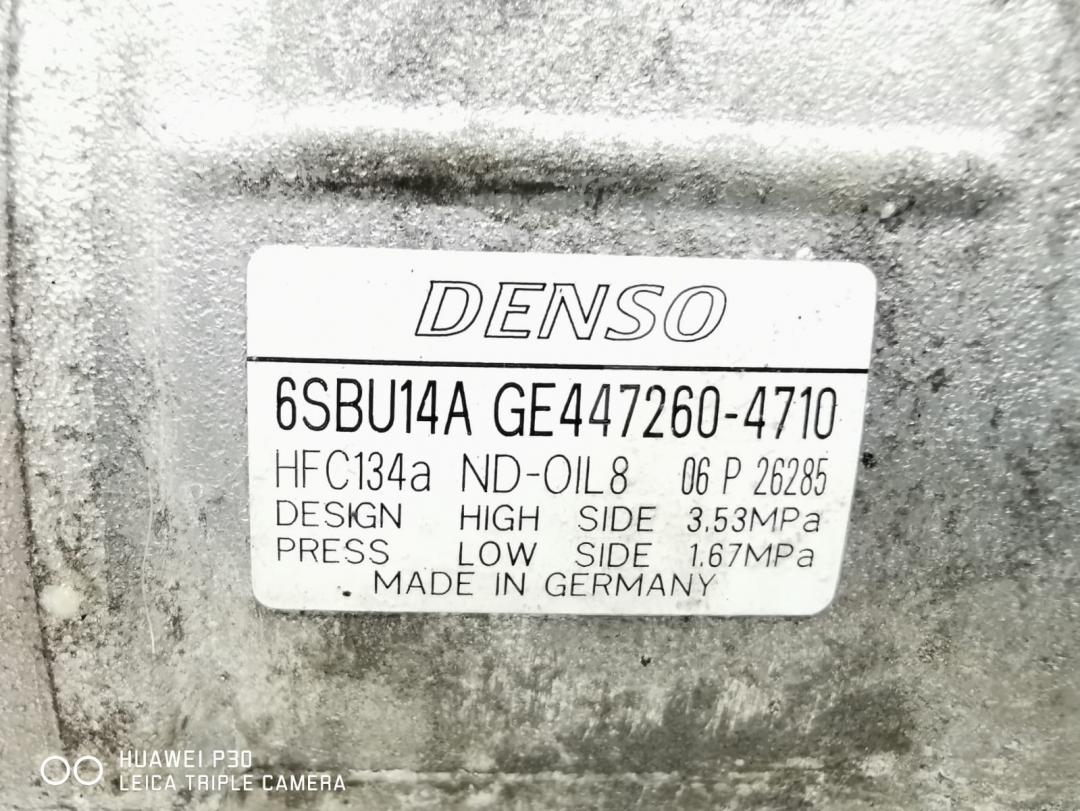 DENSO
6SBU14A GE447260-4710
HFC134a ND-OIL8 06 P 26285
DESIGN HIGH SIDE 3.53MPa
PRESS LOW SIDE 1.67MPa
MADE IN GERMANY
HUAWEI P30
LEICA TRIPLE CAMERA